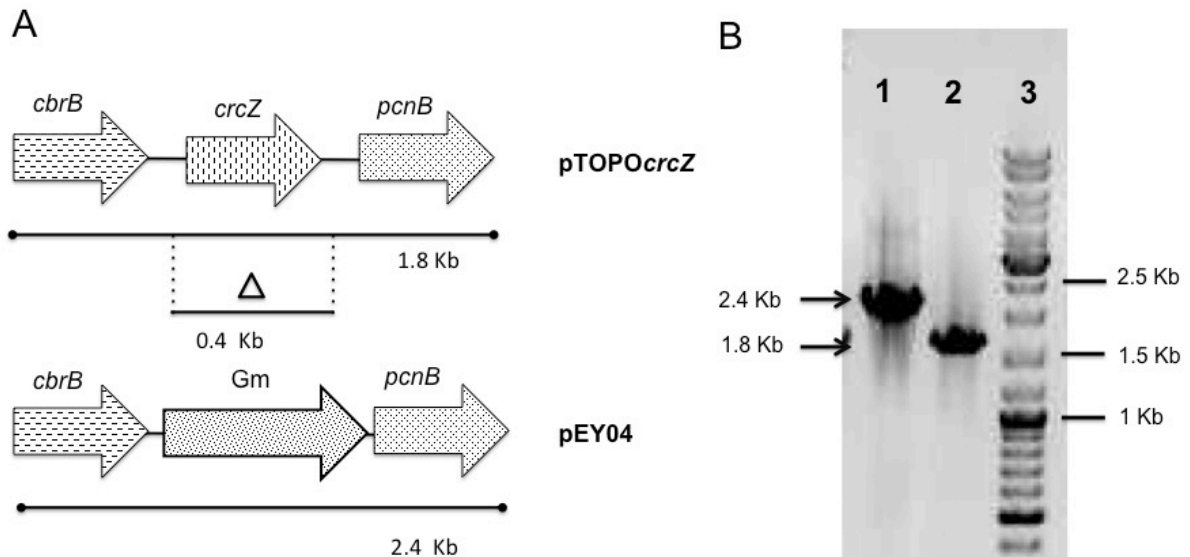 A
cbrB
crcZ
pcnB
pTOPOcrcZ
1.8 Kb
Δ
0.4 Kb
cbrB
Gm
pcnB
pEY04
2.4 Kb
B
1 2 3
2.4 Kb
1.8 Kb
2.5 Kb
1.5 Kb
1 Kb